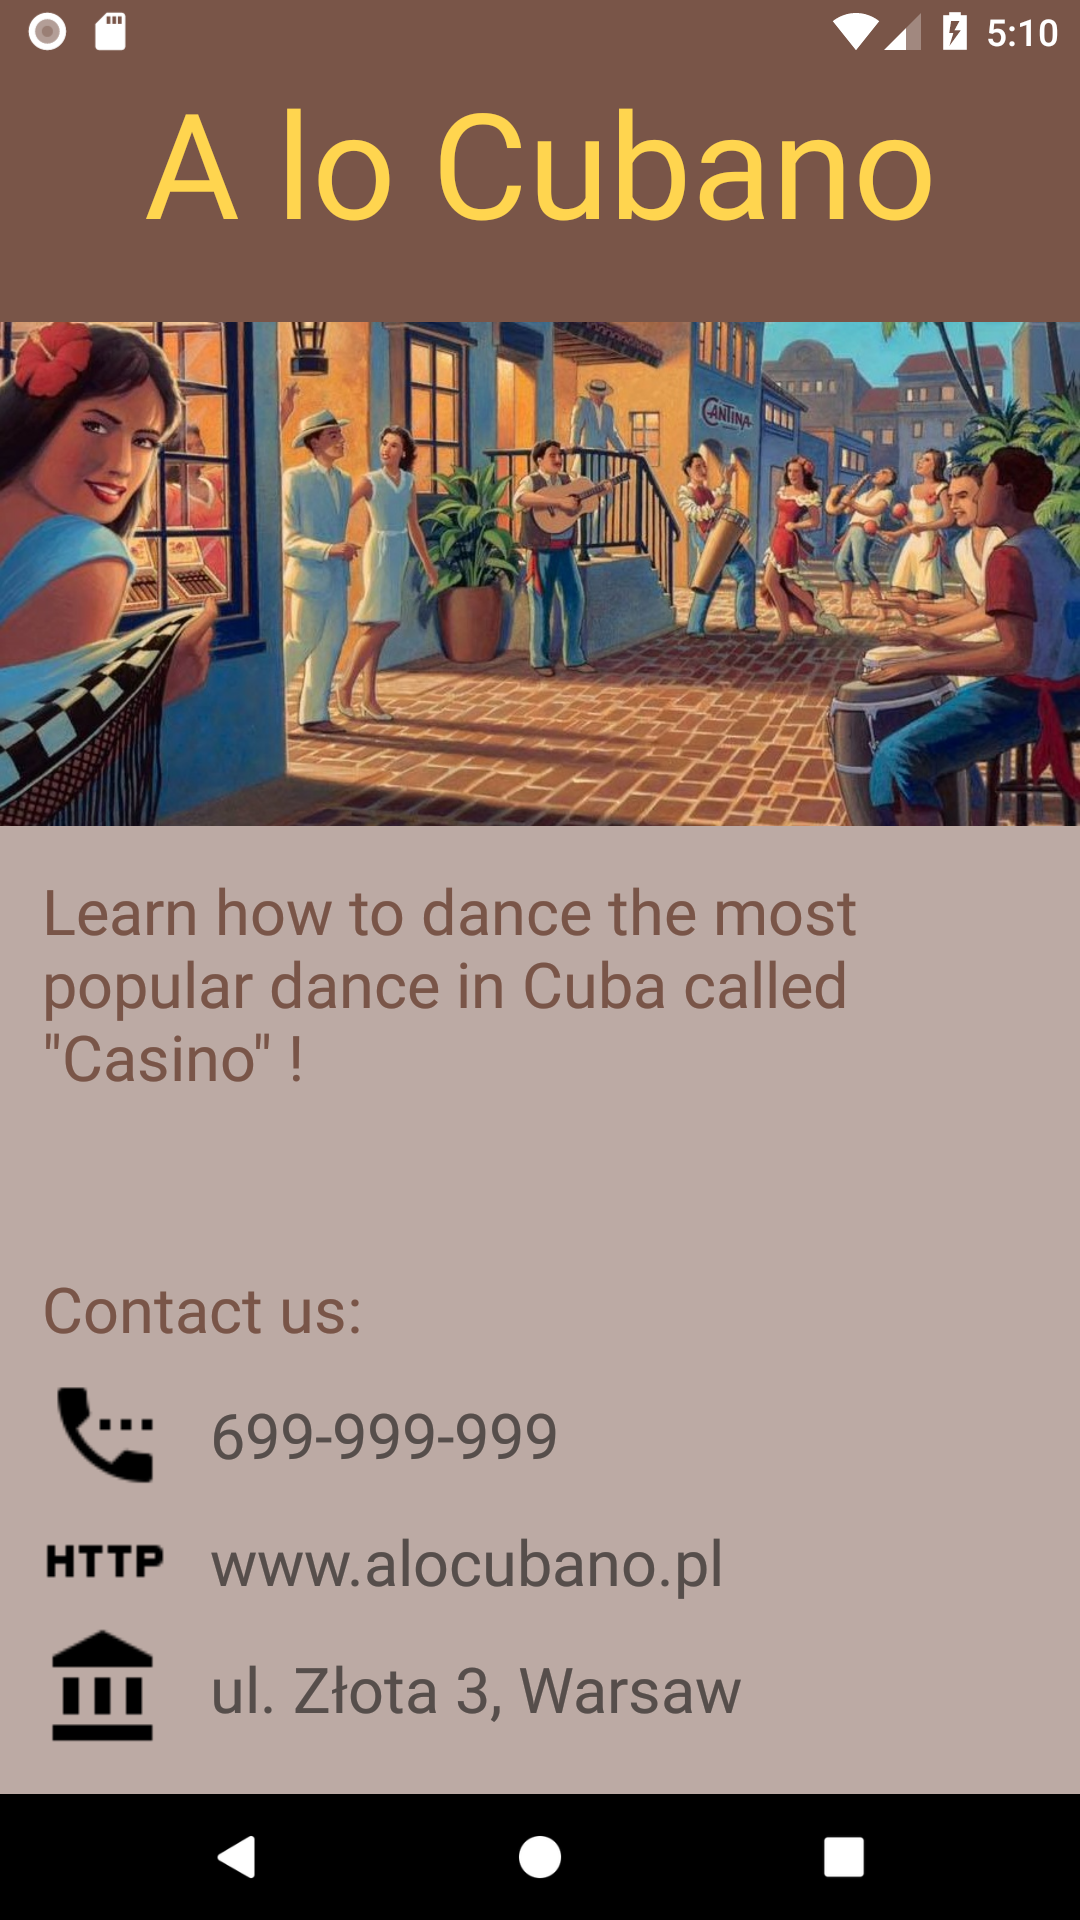 5:10
A lo Cubano
CANTINA
Learn how to dance the most
popular dance in Cuba called
"Casino" !
Contact us:
699-999-999
HTTP
www.alocubano.pl
ul. Złota 3, Warsaw